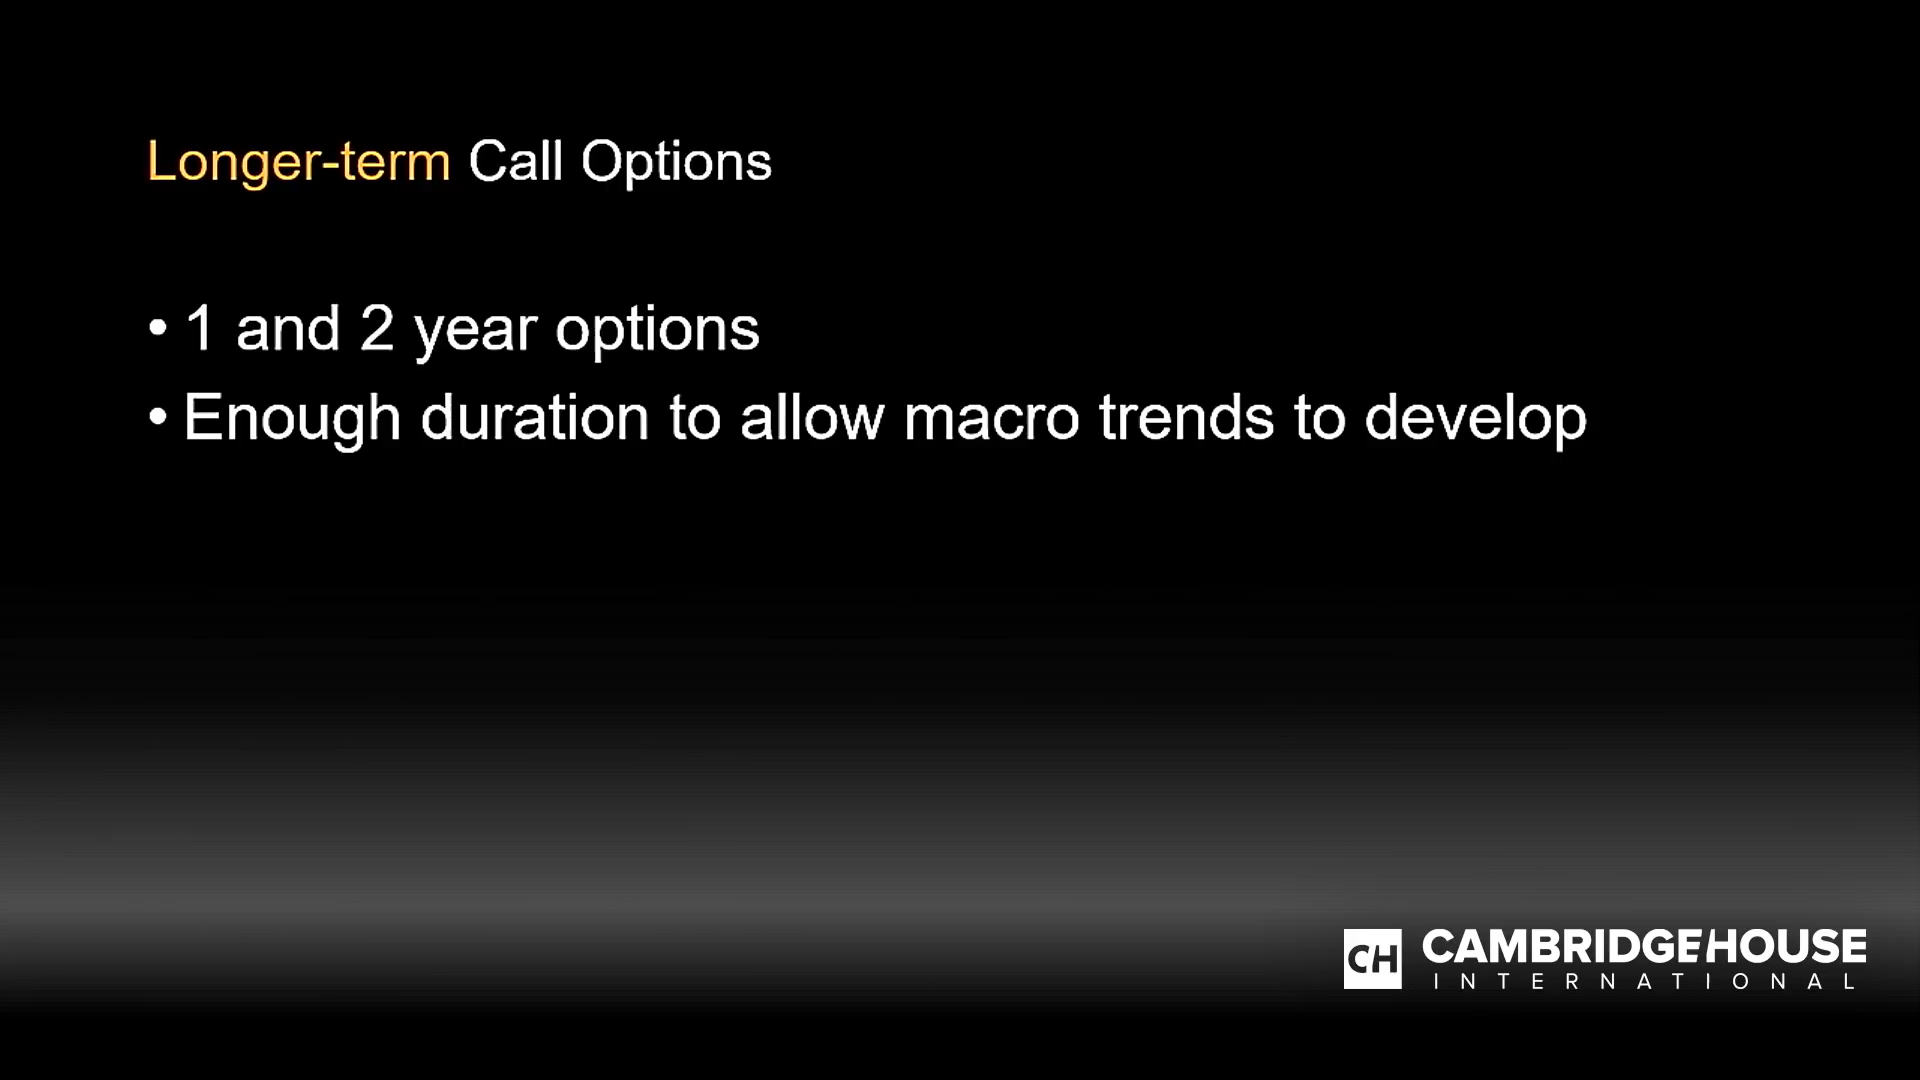 Longer-term Call Options
• 1 and 2 year options
• Enough duration to allow macro trends to develop
CH CAMBRIDGEHOUSE
INTERNATIONAL